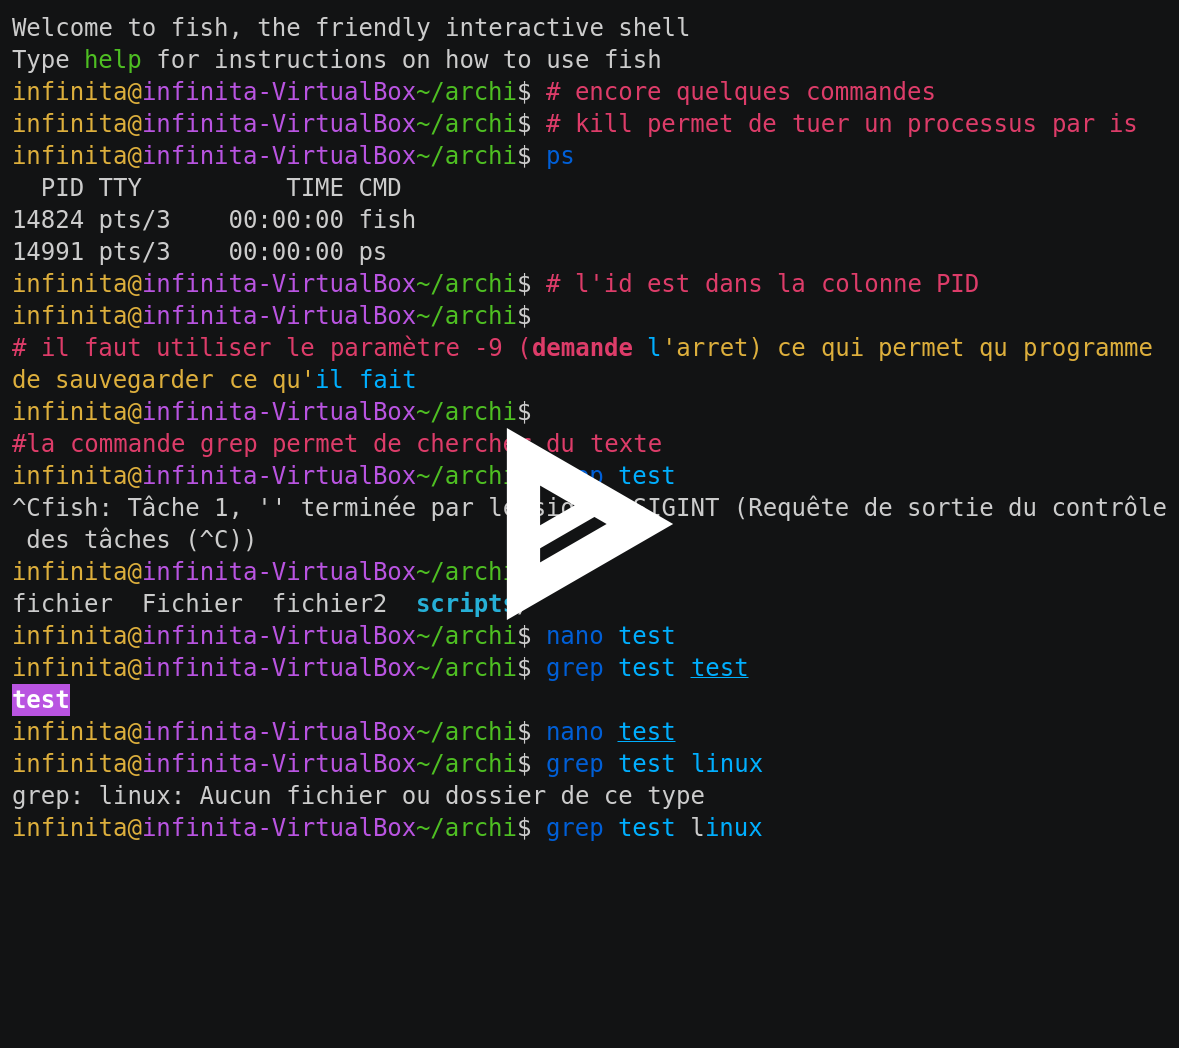 Welcome to fish, the friendly interactive shell
Type help for instructions on how to use fish
infinita@infinita-VirtualBox~/archi$ # encore quelques commandes
infinita@infinita-VirtualBox~/archi$ # kill permet de tuer un processus par is
infinita@infinita-VirtualBox~/archi$ ps
  PID TTY          TIME CMD
14824 pts/3    00:00:00 fish
14991 pts/3    00:00:00 ps
infinita@infinita-VirtualBox~/archi$ # l'id est dans la colonne PID
infinita@infinita-VirtualBox~/archi$
# il faut utiliser le paramètre -9 (demande l'arret) ce qui permet qu programme
de sauvegarder ce qu'il fait
infinita@infinita-VirtualBox~/archi$
#la commande grep permet de chercher du texte
infinita@infinita-VirtualBox~/archi test
^Cfish: Tâche 1, '' terminée par le SIGINT (Requête de sortie du contrôle
 des tâches (^C))
infinita@infinita-VirtualBox~/archi
fichier  Fichier  fichier2  scripts/
infinita@infinita-VirtualBox~/archi$ nano test
infinita@infinita-VirtualBox~/archi$ grep test test
test
infinita@infinita-VirtualBox~/archi$ nano test
infinita@infinita-VirtualBox~/archi$ grep test linux
grep: linux: Aucun fichier ou dossier de ce type
infinita@infinita-VirtualBox~/archi$ grep test linux